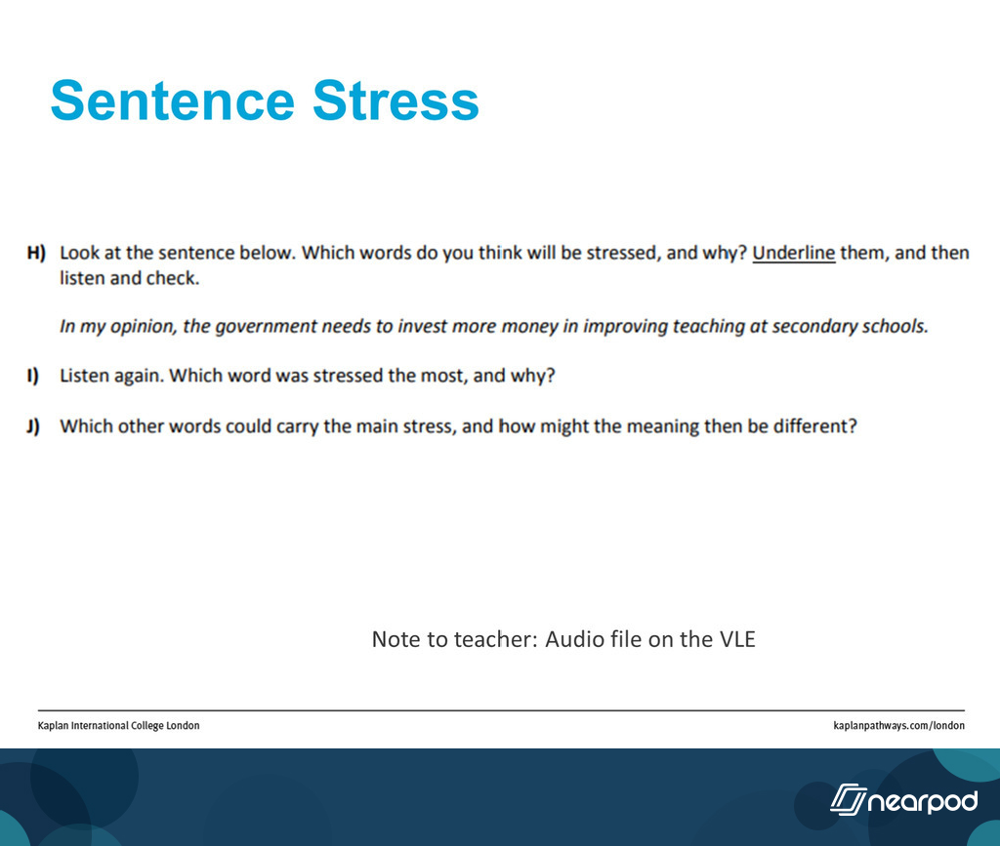 Sentence Stress
H) Look at the sentence below. Which words do you think will be stressed, and why? Underline them, and then
listen and check.
In my opinion, the government needs to invest more money in improving teaching at secondary schools.
I) Listen again. Which word was stressed the most, and why?
J) Which other words could carry the main stress, and how might the meaning then be different?
Note to teacher: Audio file on the VLE
Kaplan International College London
kaplanpathways.com/london
nearpod